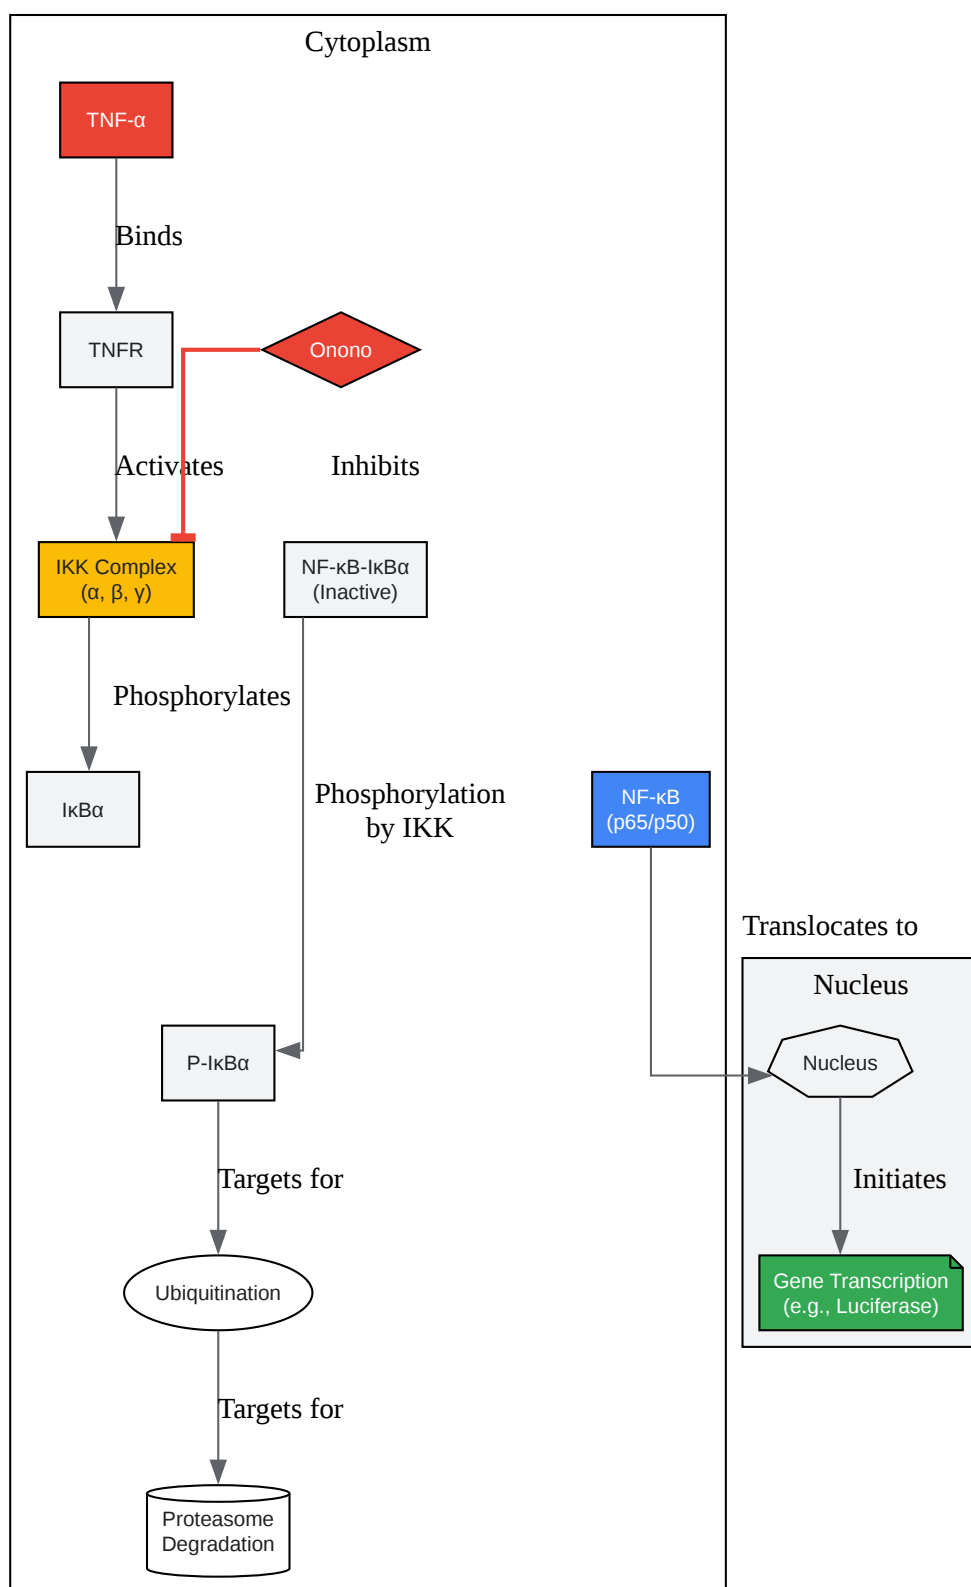 Cytoplasm
TNF-α
Binds
TNFR
Onono
Activates
Inhibits
IKK Complex
(α, β, γ)
NF-κB-IκBα
(Inactive)
Phosphorylates
IκBα
Phosphorylation
by IKK
NF-κB
(p65/p50)
Translocates to
Nucleus
P-IκBα
Nucleus
Targets for
Initiates
Ubiquitination
Gene Transcription
(e.g., Luciferase)
Targets for
Proteasome
Degradation